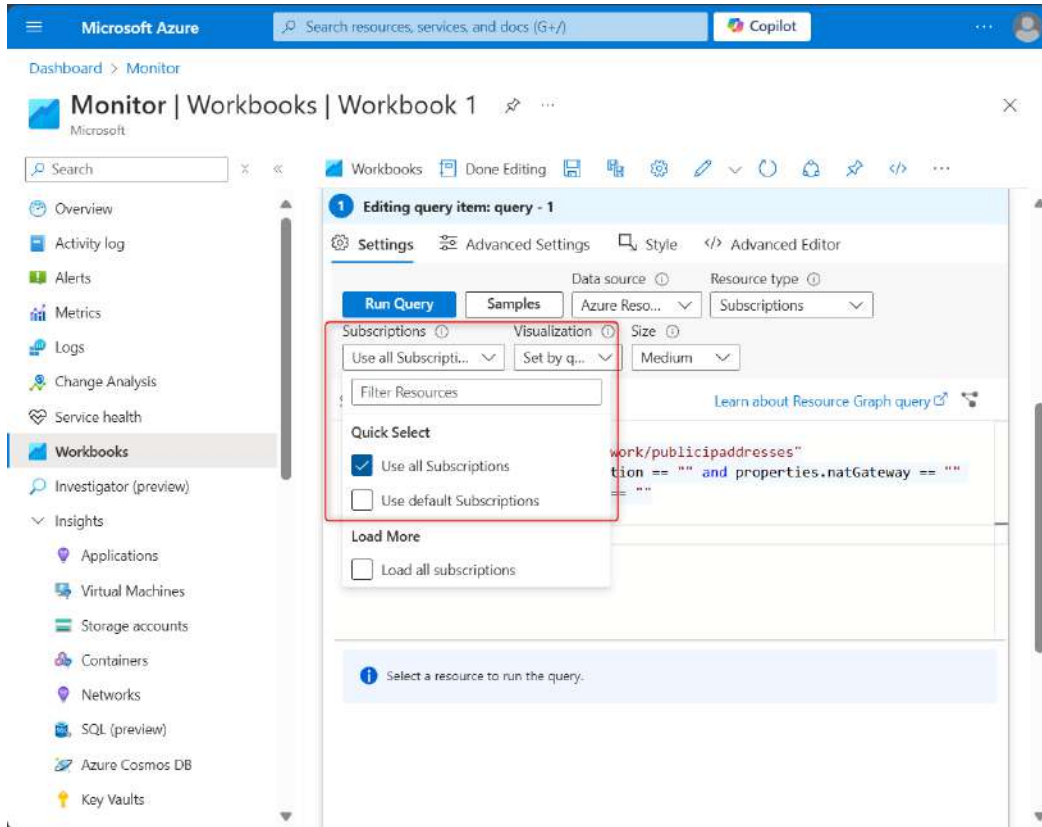 Microsoft Azure
Search resources, services, and docs (G+/)
Copilot
Dashboard > Monitor
Monitor | Workbooks | Workbook 1
Microsoft
Search
Workbooks
Done Editing
Overview
Activity log
Alerts
Metrics
Logs
Change Analysis
Service health
Workbooks
Investigator (preview)
Insights
Applications
Virtual Machines
Storage accounts
Containers
Networks
SQL (preview)
Azure Cosmos DB
Key Vaults
1 Editing query item: query - 1
Settings
Advanced Settings
Style
</> Advanced Editor
Data source
Resource type
Run Query
Samples
Azure Reso...
Subscriptions
Subscriptions
Visualization
Size
Use all Subscripti...
Set by q...
Medium
Filter Resources
Learn about Resource Graph query
Quick Select
Use all Subscriptions
Use default Subscriptions
Load More
Load all subscriptions
work/publicipaddresses"
tion == "" and properties.natGateway == ""
== ""
Select a resource to run the query.